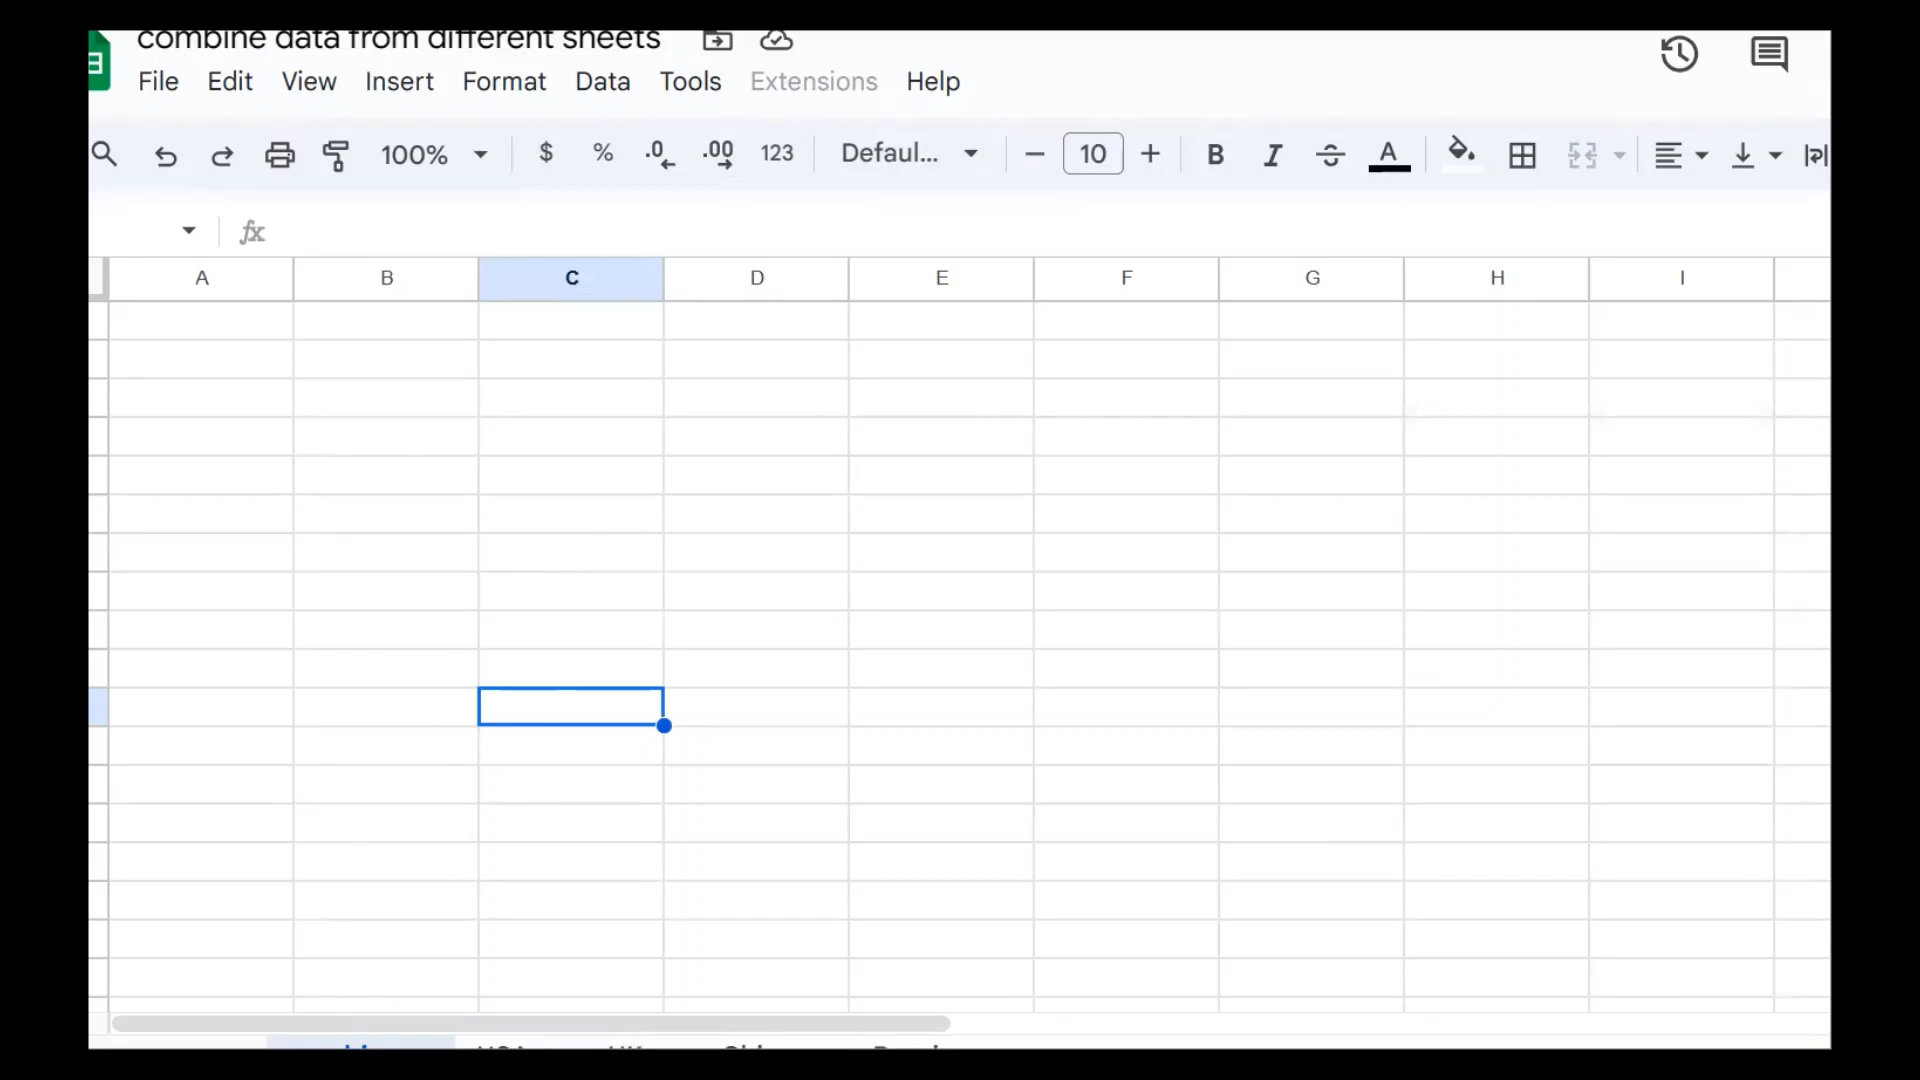 combine data from different sheets
File Edit View Insert Format Data Tools Extensions Help
100% $ % .0 .00 123 Defaul... − 10 + B I A
fx
A B C D E F G H I